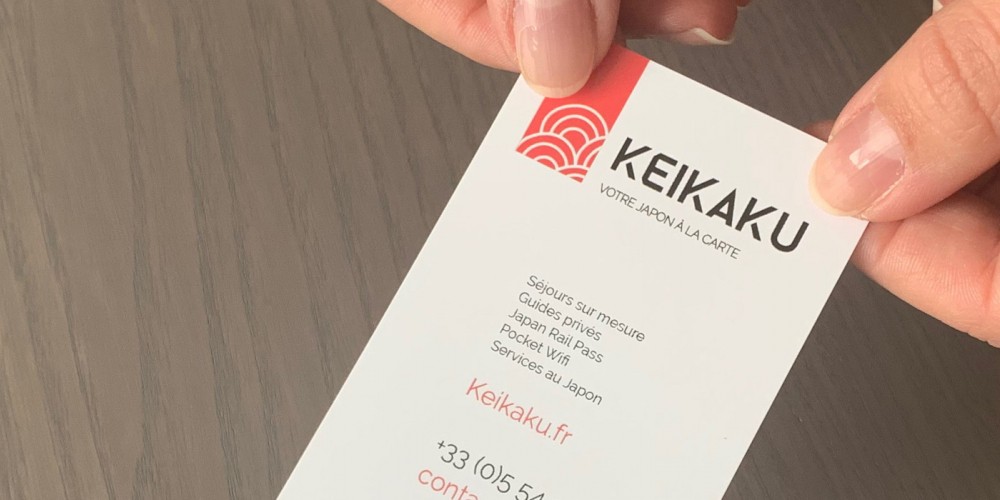 KEIKAKU
VOTRE JAPON À LA CARTE
Séjours sur mesure
Guides privés
Japan Rail Pass
Pocket Wifi
Services au Japon
Keikaku.fr
+33 (0)5 54
conta